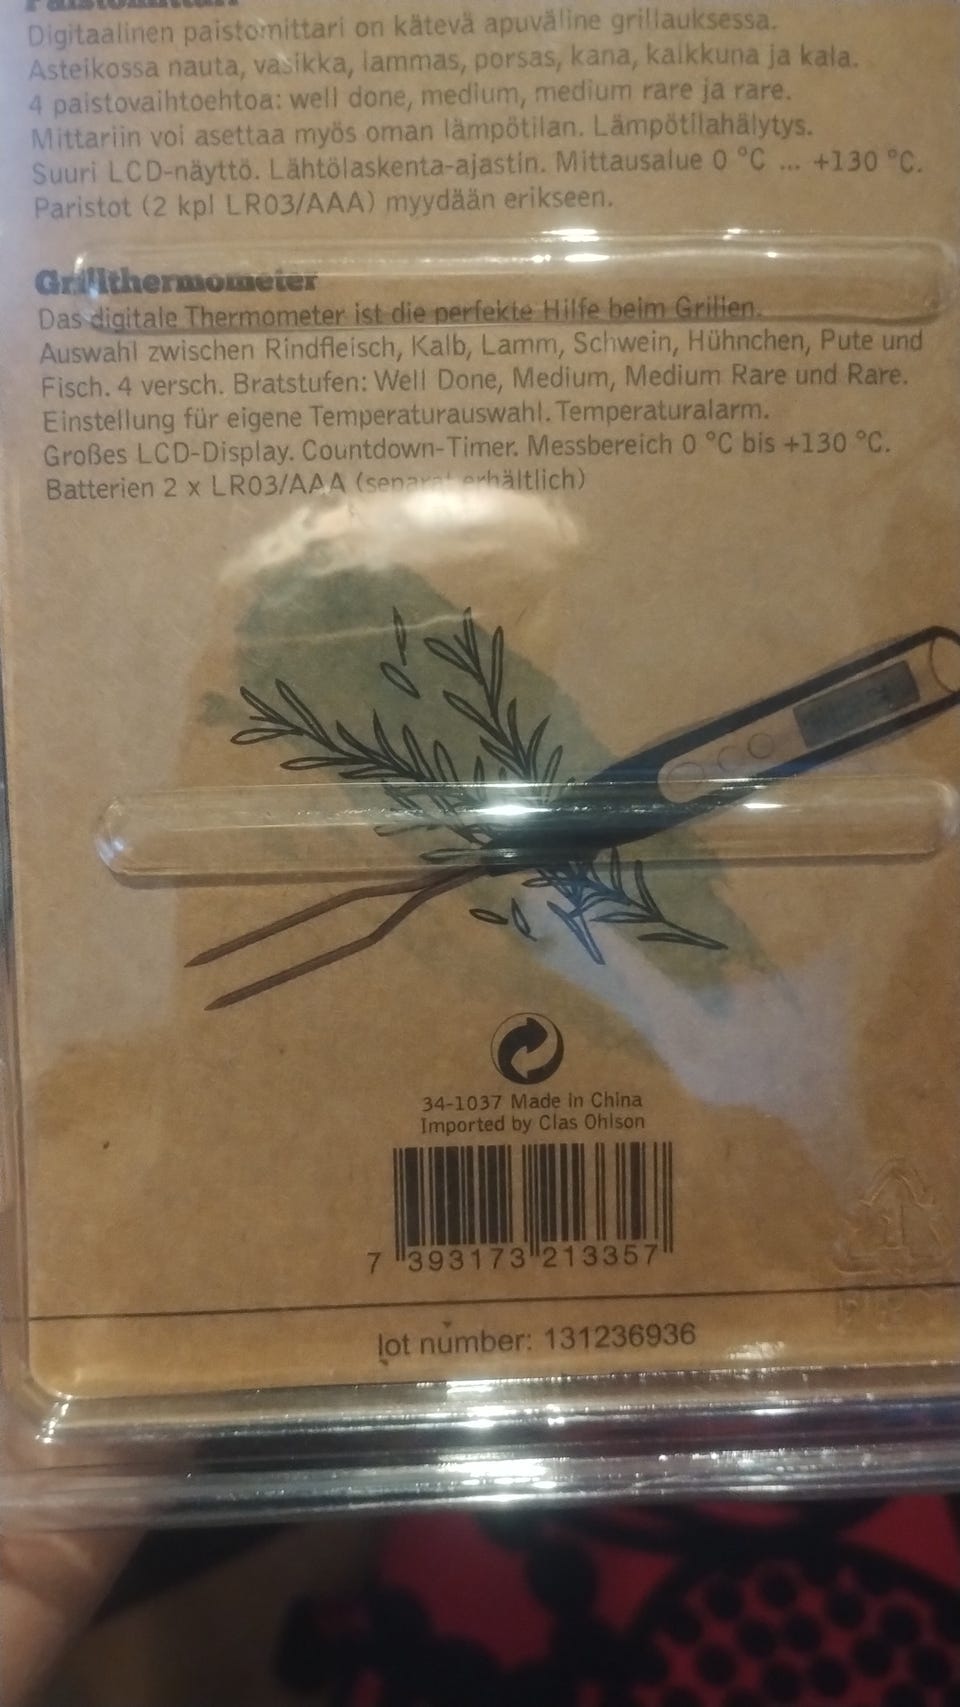 Paistomittari
Digitaalinen paistomittari on kätevä apuväline grillauksessa.
Asteikossa nauta, vasikka, lammas, porsas, kana, kalkkuna ja kala.
4 paistovaihtoehtoa: well done, medium, medium rare ja rare.
Mittariin voi asettaa myös oman lämpötilan. Lämpötilahälytys.
Suuri LCD-näyttö. Lähtölaskenta-ajastin. Mittausalue 0 °C ... +130 °C.
Paristot (2 kpl LR03/AAA) myydään erikseen.
Grillthermometer
Das digitale Thermometer ist die perfekte Hilfe beim Grillen.
Auswahl zwischen Rindfleisch, Kalb, Lamm, Schwein, Hühnchen, Pute und
Fisch. 4 versch. Bratstufen: Well Done, Medium, Medium Rare und Rare.
Einstellung für eigene Temperaturauswahl. Temperaturalarm.
Großes LCD-Display. Countdown-Timer. Messbereich 0 °C bis +130 °C.
Batterien 2 x LR03/AAA (separat erhältlich)
34-1037 Made in China
Imported by Clas Ohlson
7 393173 213357
lot number: 131236936